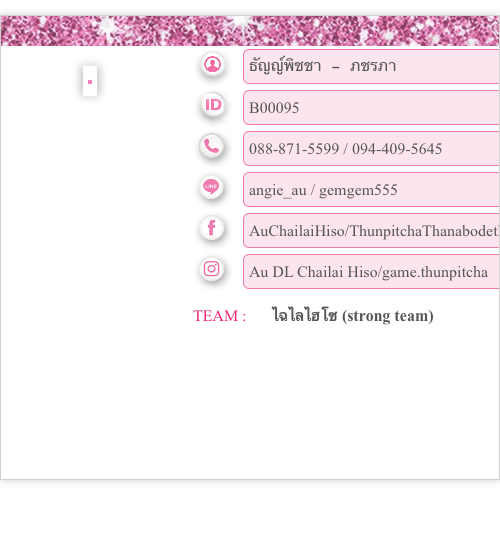 ธัญญ์พิชชา – ภชรภา
ID
B00095
088-871-5599 / 094-409-5645
LINE
angie_au / gemgem555
AuChailaiHiso/ThunpitchaThanabodet
Au DL Chailai Hiso/game.thunpitcha
TEAM : ไฉไลไฮโซ (strong team)